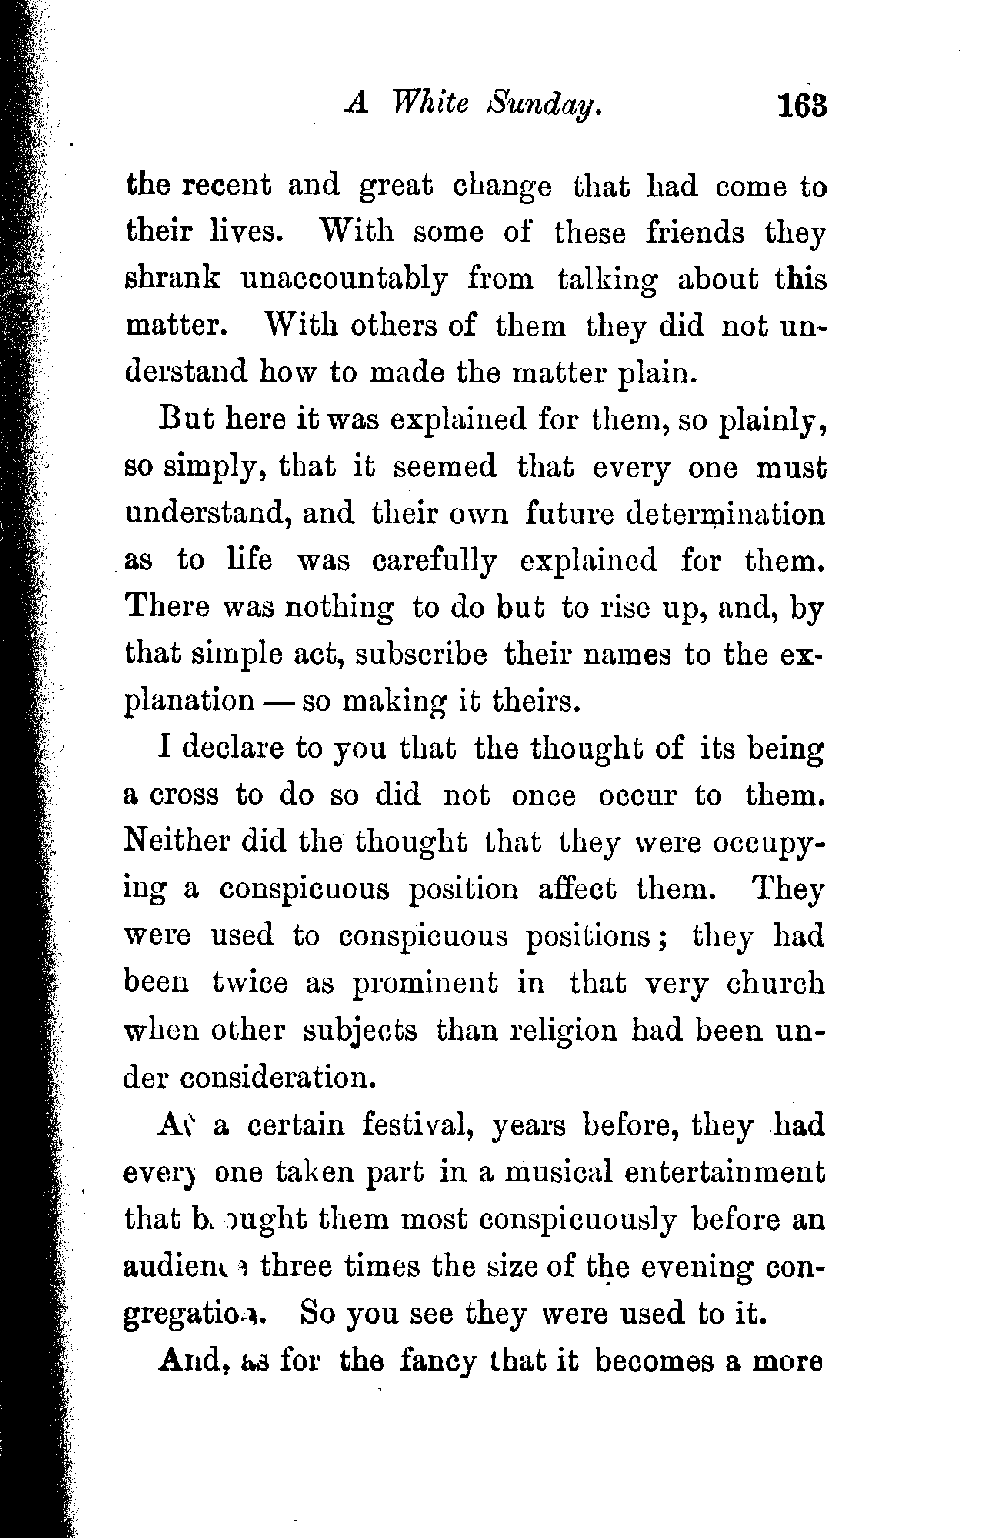 A White Sunday. 163
the recent and great change that had come to
their lives. With some of these friends they
shrank unaccountably from talking about this
matter. With others of them they did not un-
derstand how to made the matter plain.
But here it was explained for them, so plainly,
so simply, that it seemed that every one must
understand, and their own future determination
as to life was carefully explained for them.
There was nothing to do but to rise up, and, by
that simple act, subscribe their names to the ex-
planation — so making it theirs.
I declare to you that the thought of its being
a cross to do so did not once occur to them.
Neither did the thought that they were occupy-
ing a conspicuous position affect them. They
were used to conspicuous positions; they had
been twice as prominent in that very church
when other subjects than religion had been un-
der consideration.
At a certain festival, years before, they had
every one taken part in a musical entertainment
that brought them most conspicuously before an
audience three times the size of the evening con-
gregation. So you see they were used to it.
And, as for the fancy that it becomes a more